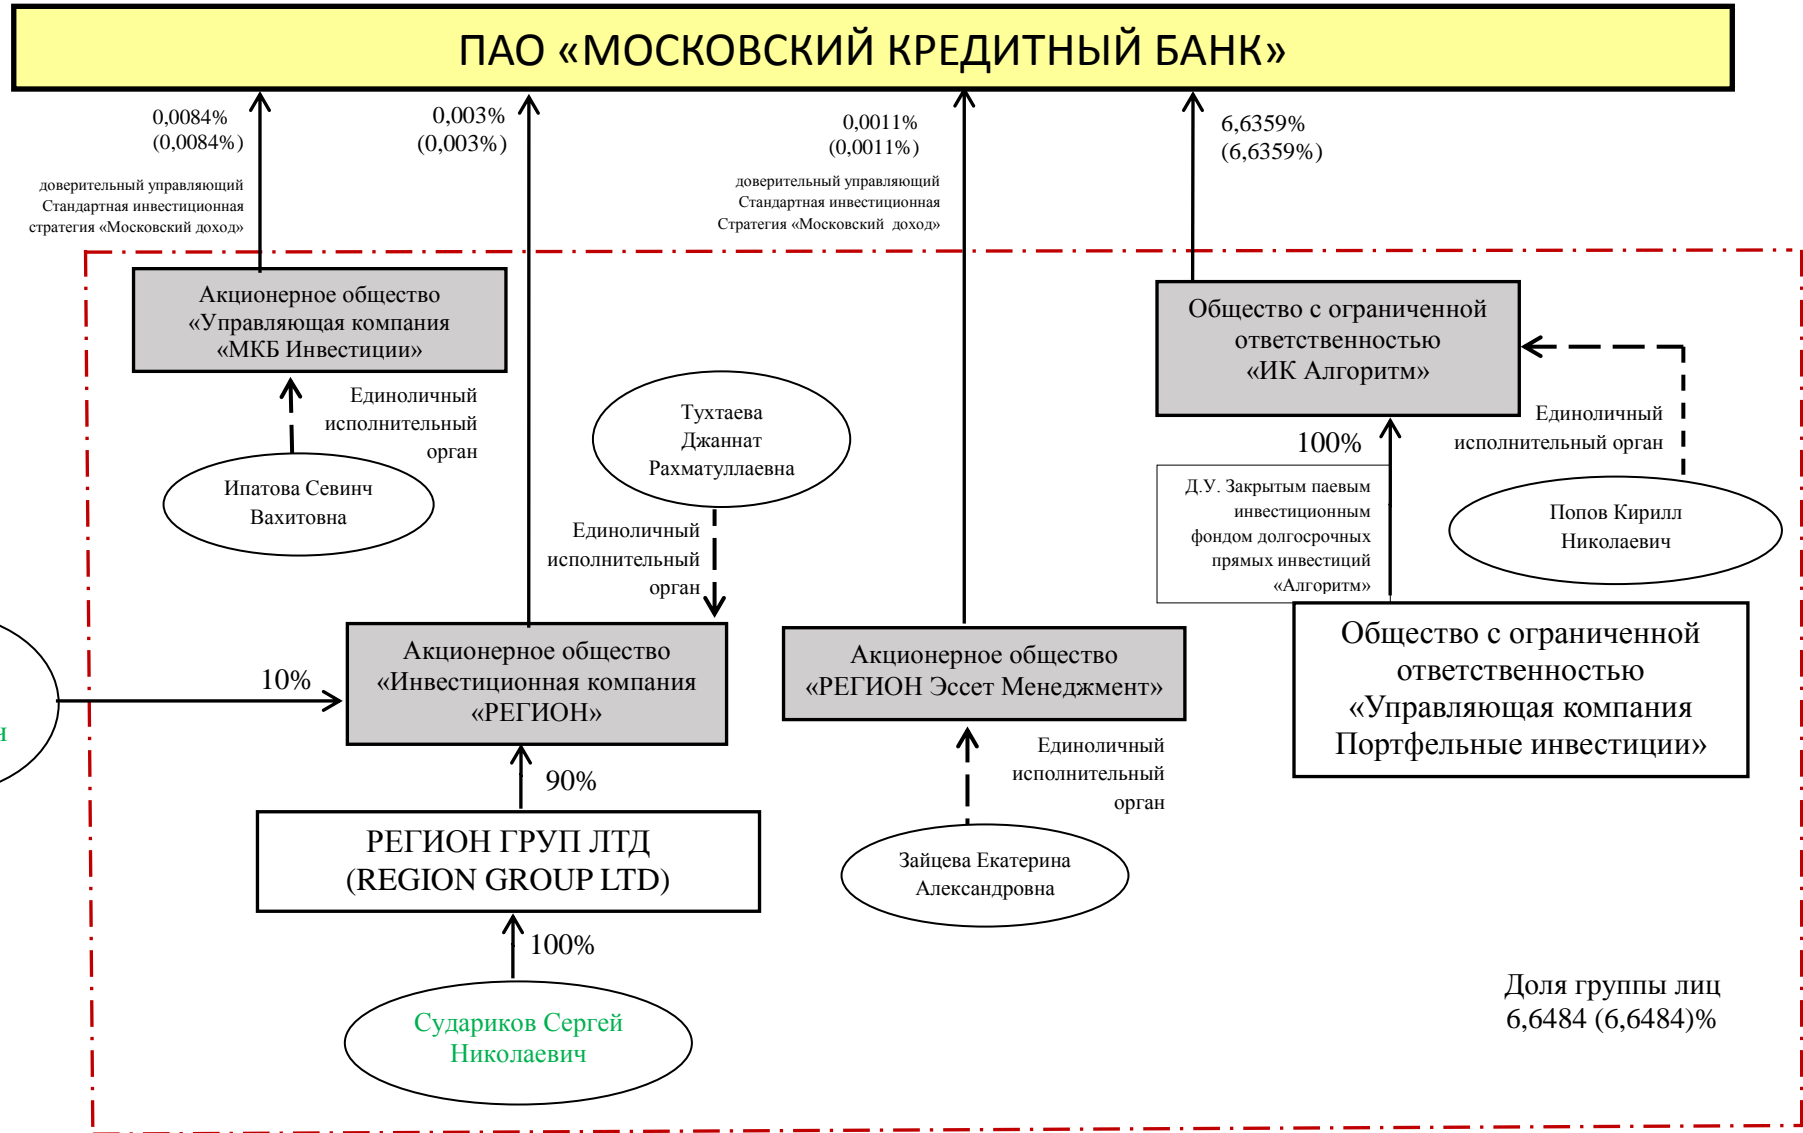 ПАО «МОСКОВСКИЙ КРЕДИТНЫЙ БАНК»
0,0084%
(0,0084%)
0,003%
(0,003%)
0,0011%
(0,0011%)
6,6359%
(6,6359%)
доверительный управляющий
Стандартная инвестиционная
стратегия «Московский доход»
доверительный управляющий
Стандартная инвестиционная
Стратегия «Московский доход»
Акционерное общество
«Управляющая компания
«МКБ Инвестиции»
Общество с ограниченной
ответственностью
«ИК Алгоритм»
Единоличный
исполнительный
орган
Тухтаева
Джаннат
Рахматуллаевна
Единоличный
исполнительный орган
100%
Ипатова Севинч
Вахитовна
Д.У. Закрытым паевым
инвестиционным
фондом долгосрочных
прямых инвестиций
«Алгоритм»
Попов Кирилл
Николаевич
Единоличный
исполнительный
орган
10%
Акционерное общество
«Инвестиционная компания
«РЕГИОН»
Акционерное общество
«РЕГИОН Эссет Менеджмент»
Общество с ограниченной
ответственностью
«Управляющая компания
Портфельные инвестиции»
90%
Единоличный
исполнительный
орган
РЕГИОН ГРУП ЛТД
(REGION GROUP LTD)
Зайцева Екатерина
Александровна
100%
Судариков Сергей
Николаевич
Доля группы лиц
6,6484 (6,6484)%